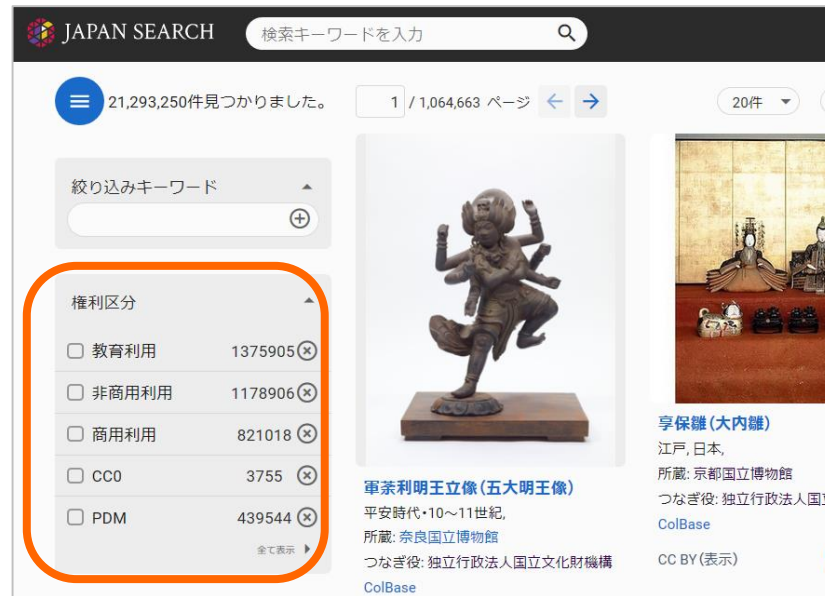 JAPAN SEARCH
検索キーワードを入力
21,293,250件見つかりました。
1 / 1,064,663 ページ
20件
絞り込みキーワード
権利区分
教育利用 1375905
非商用利用 1178906
商用利用 821018
CC0 3755
PDM 439544
全て表示
軍荼利明王立像(五大明王像)
平安時代・10～11世紀,
所蔵: 奈良国立博物館
つなぎ役: 独立行政法人国立文化財機構
ColBase
享保雛(大内雛)
江戸, 日本,
所蔵: 京都国立博物館
つなぎ役: 独立行政法人国
ColBase
CC BY(表示)